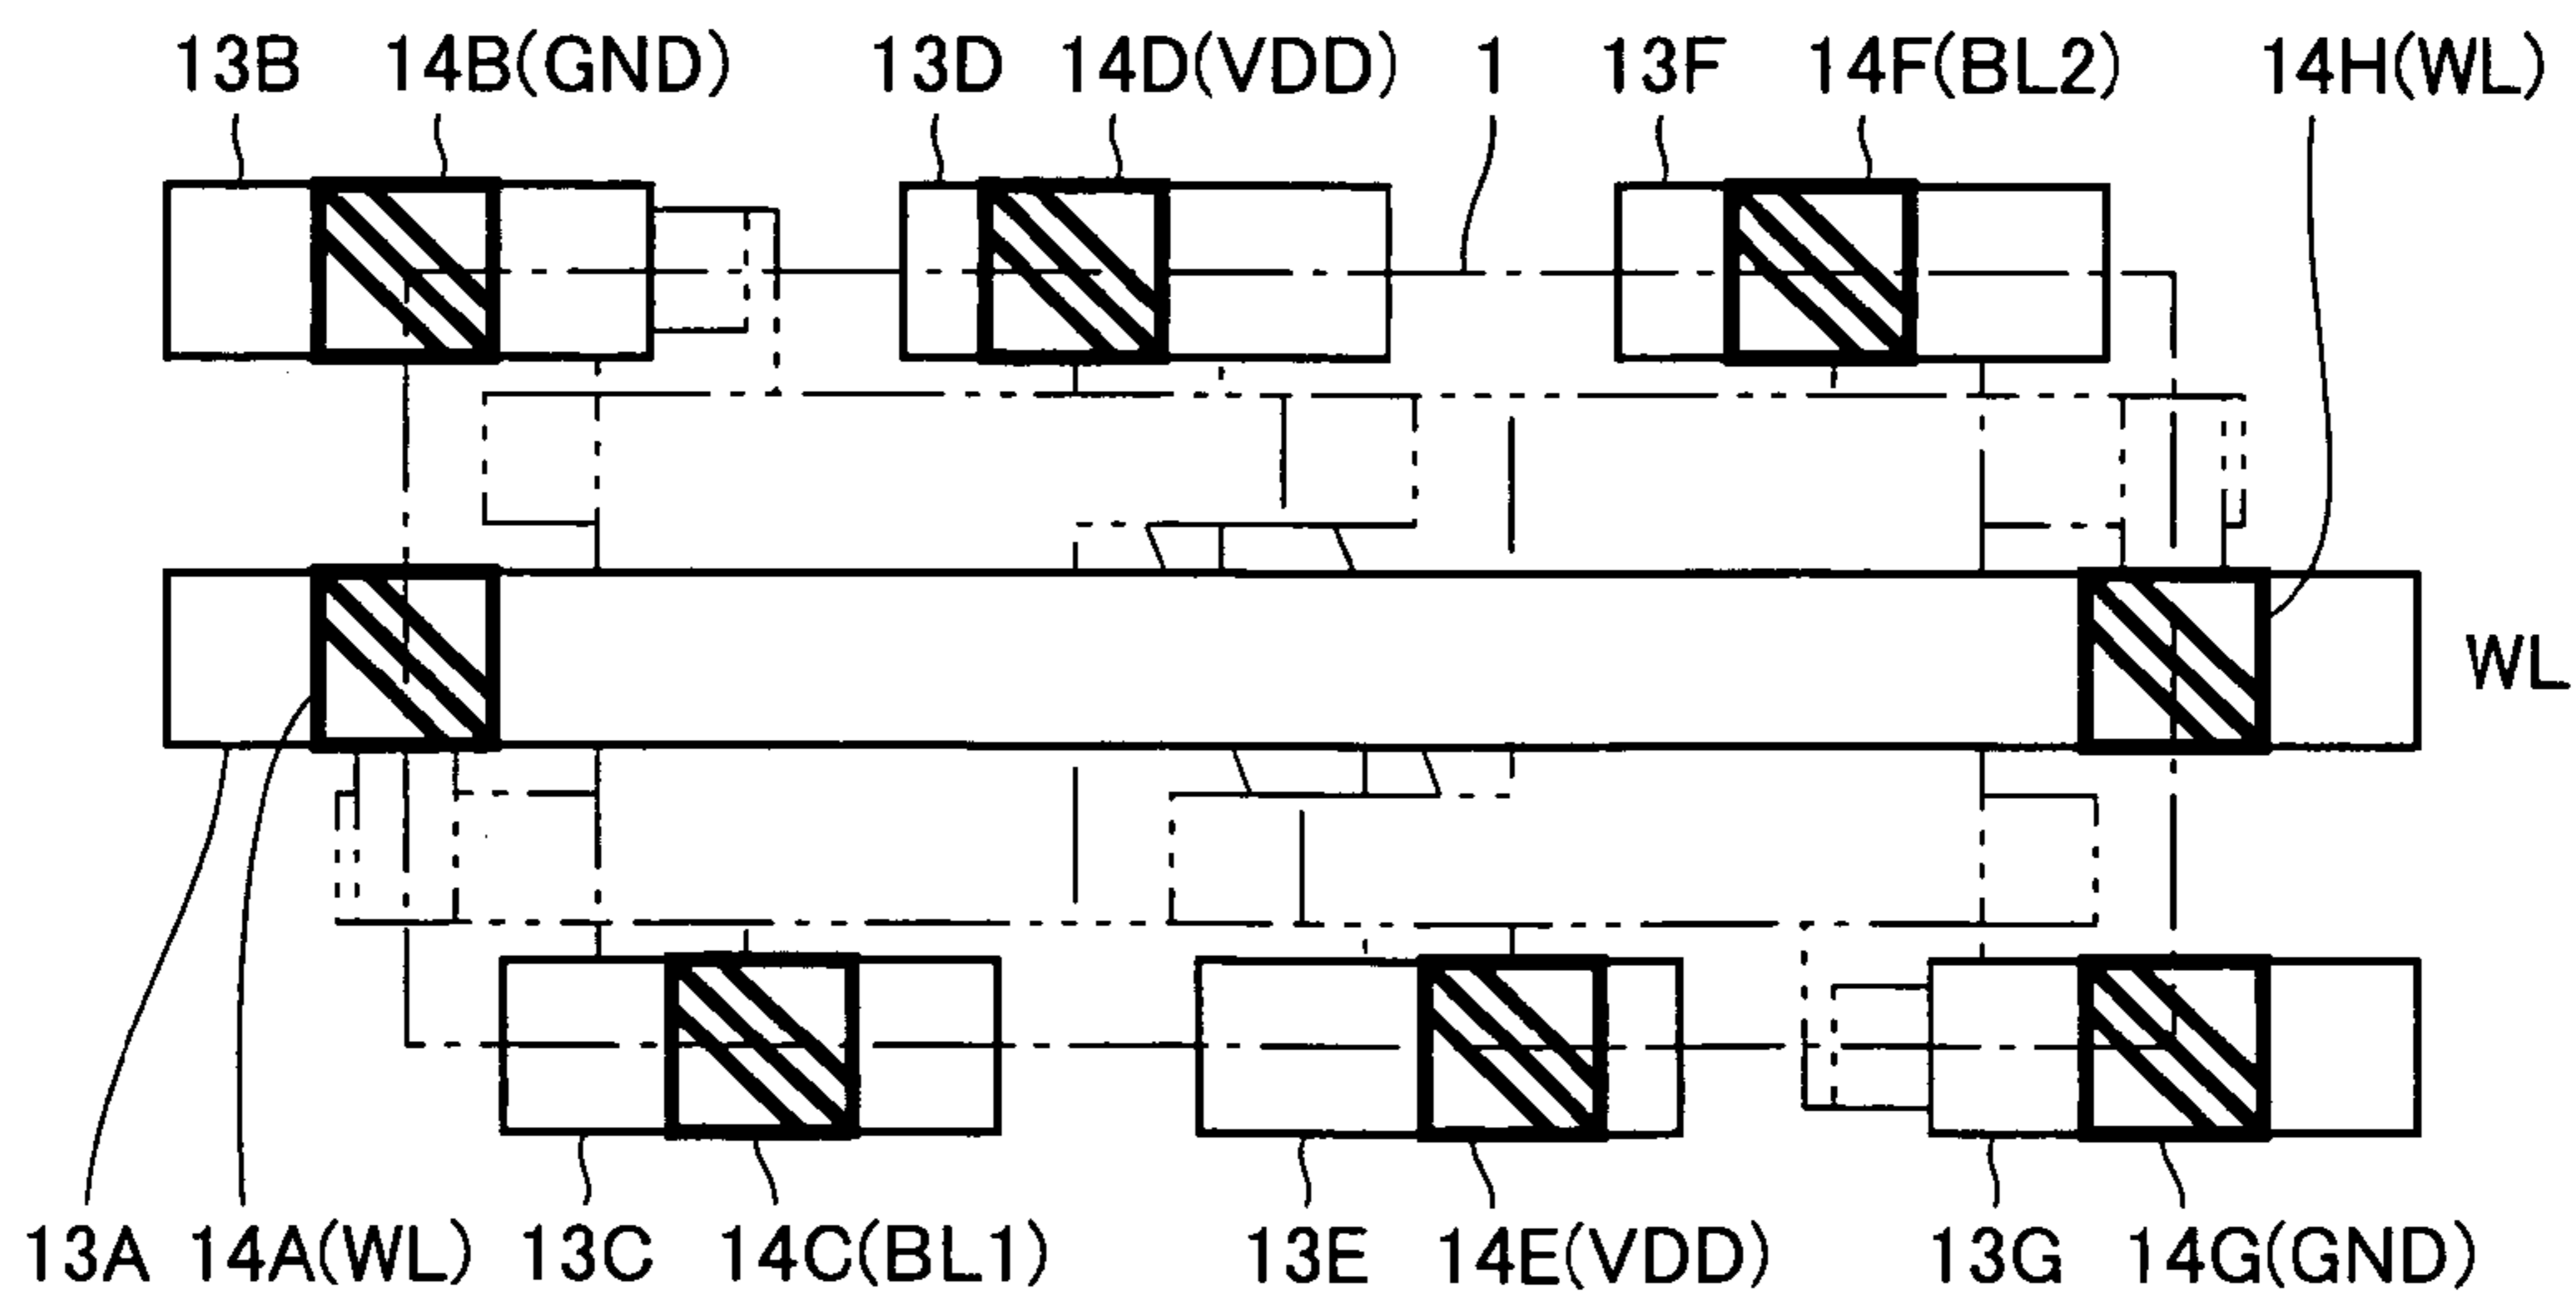 13B 14B(GND) 13D 14D(VDD) 1 13F 14F(BL2) 14H(WL)
WL
13A 14A(WL) 13C 14C(BL1) 13E 14E(VDD) 13G 14G(GND)